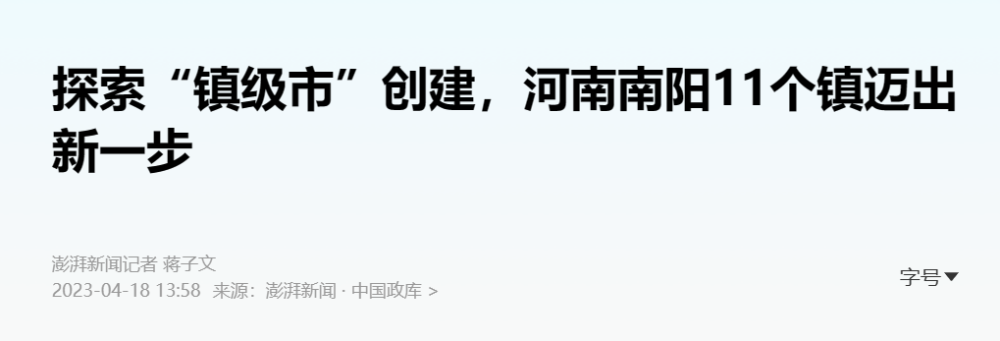 探索“镇级市”创建，河南南阳11个镇迈出
新一步
澎湃新闻记者 蒋子文
2023-04-18 13:58 来源：澎湃新闻 · 中国政库 >
字号